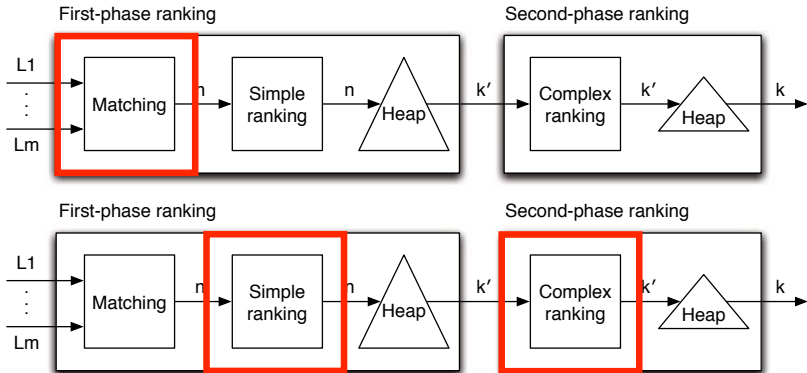 First-phase ranking
Second-phase ranking
L1
⋮
Lm
Matching
n
Simple
ranking
n
Heap
k′
Complex
ranking
k′
Heap
k
First-phase ranking
Second-phase ranking
L1
⋮
Lm
Matching
n
Simple
ranking
n
Heap
k′
Complex
ranking
k′
Heap
k